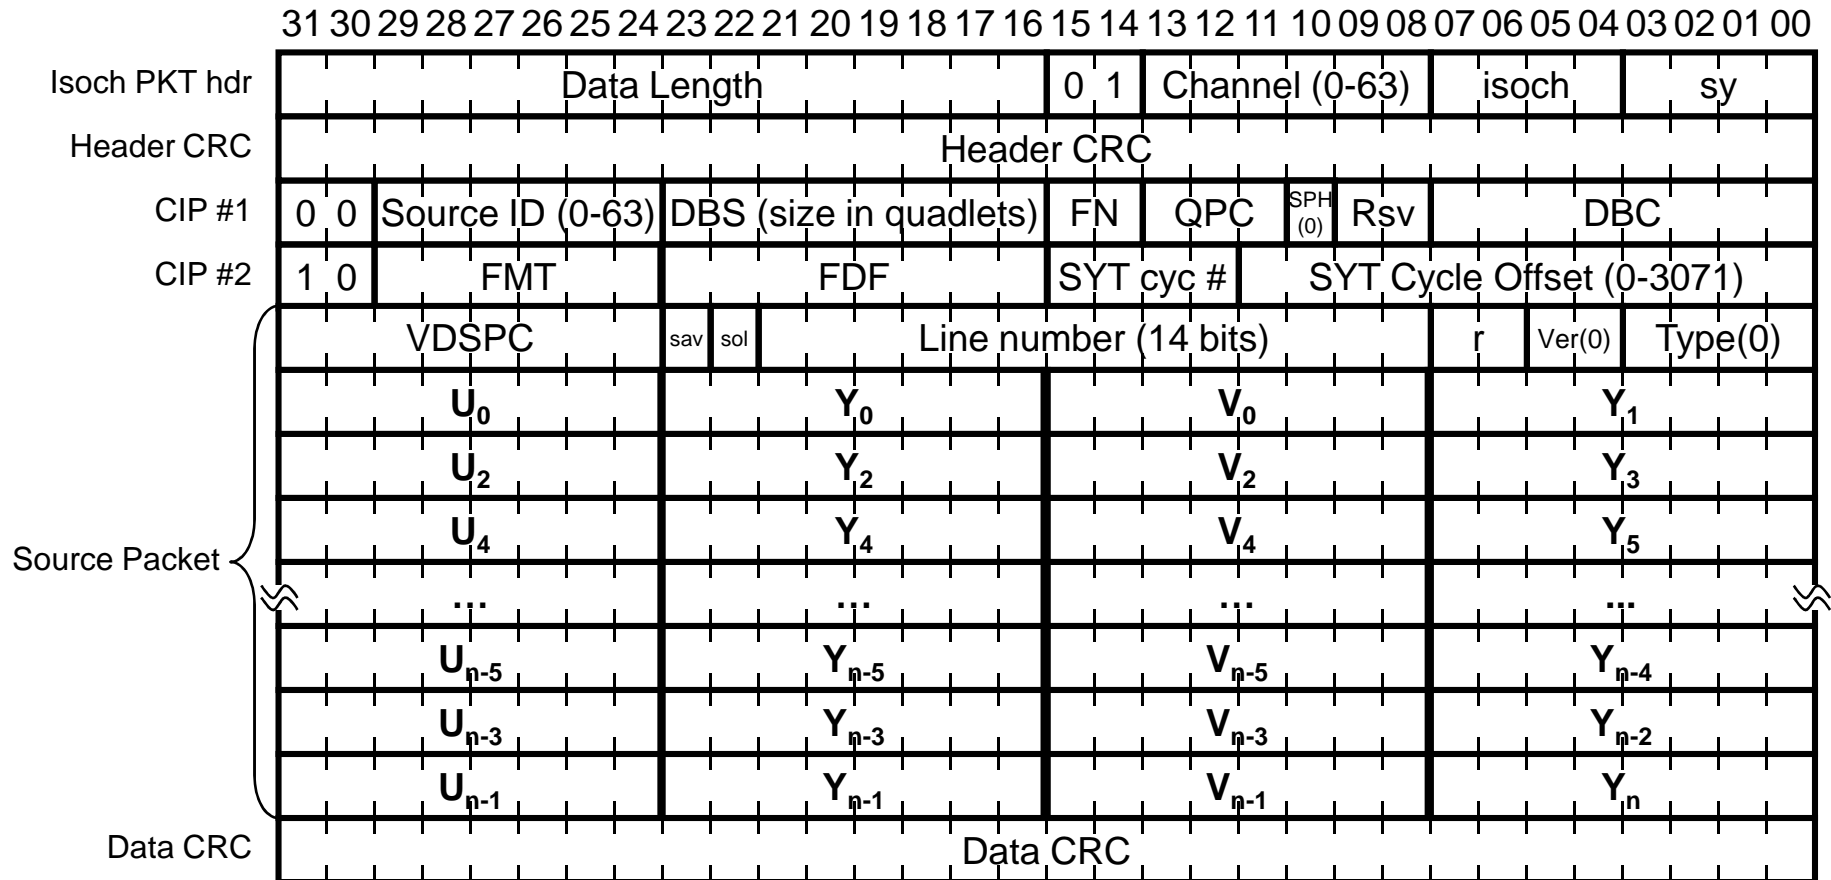 31 30 29 28 27 26 25 24 23 22 21 20 19 18 17 16 15 14 13 12 11 10 09 08 07 06 05 04 03 02 01 00
Isoch PKT hdr Data Length 0 1 Channel (0-63) isoch sy
Header CRC Header CRC
CIP #1 0 0 Source ID (0-63) DBS (size in quadlets) FN QPC SPH (0) Rsv DBC
CIP #2 1 0 FMT FDF SYT cyc # SYT Cycle Offset (0-3071)
VDSPC sav sol Line number (14 bits) r Ver(0) Type(0)
U0 Y0 V0 Y1
U2 Y2 V2 Y3
U4 Y4 V4 Y5
Source Packet
... ... ... ...
Un-5 Yn-5 Vn-5 Yn-4
Un-3 Yn-3 Vn-3 Yn-2
Un-1 Yn-1 Vn-1 Yn
Data CRC Data CRC